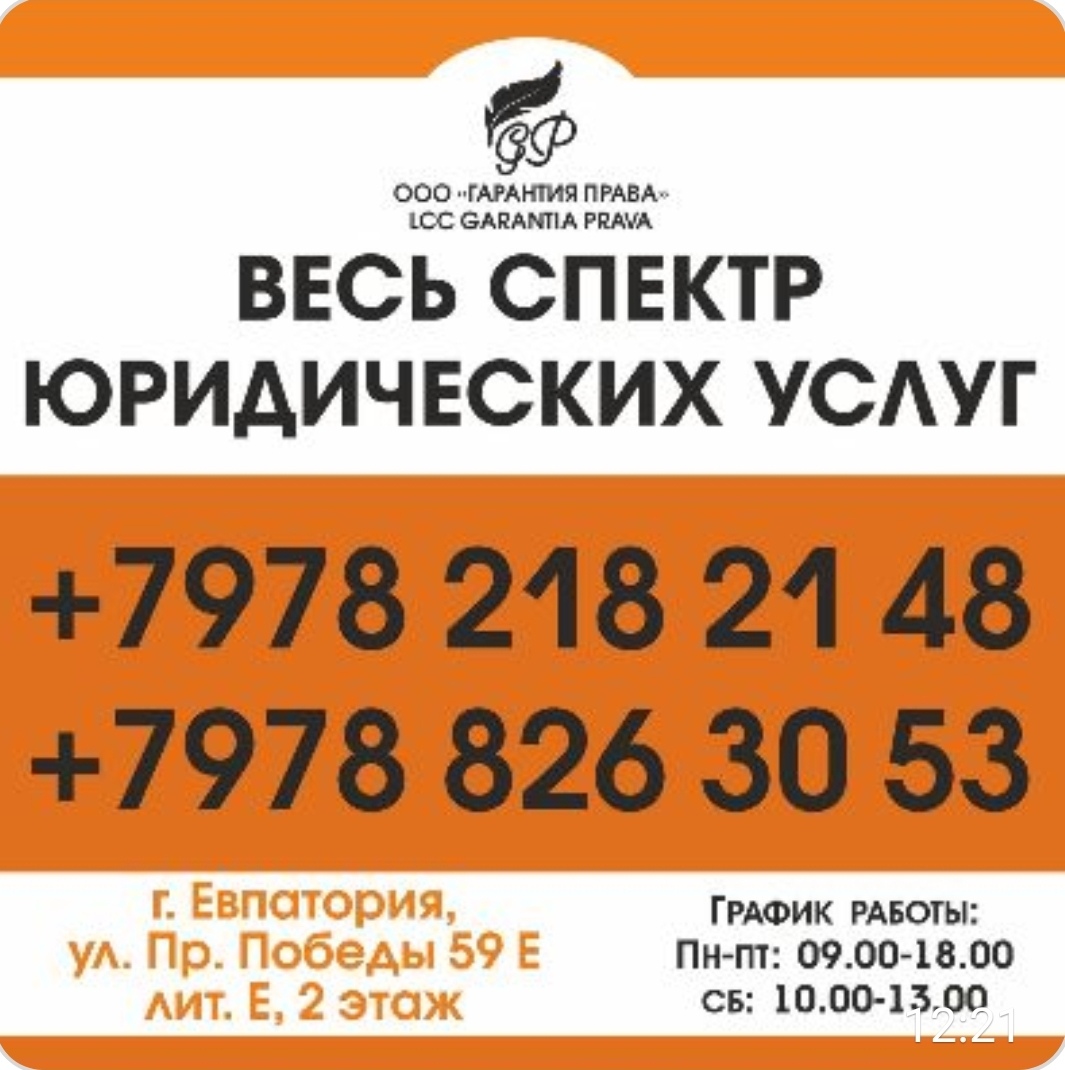 GP
ООО «ГАРАНТИЯ ПРАВА»
LCC GARANTIA PRAVA
ВЕСЬ СПЕКТР
ЮРИДИЧЕСКИХ УСЛУГ
+7978 218 21 48
+7978 826 30 53
г. Евпатория,
ул. Пр. Победы 59 Е
лит. Е, 2 этаж
ГРАФИК РАБОТЫ:
Пн-пт: 09.00-18.00
сб: 10.00-13.00
12:21